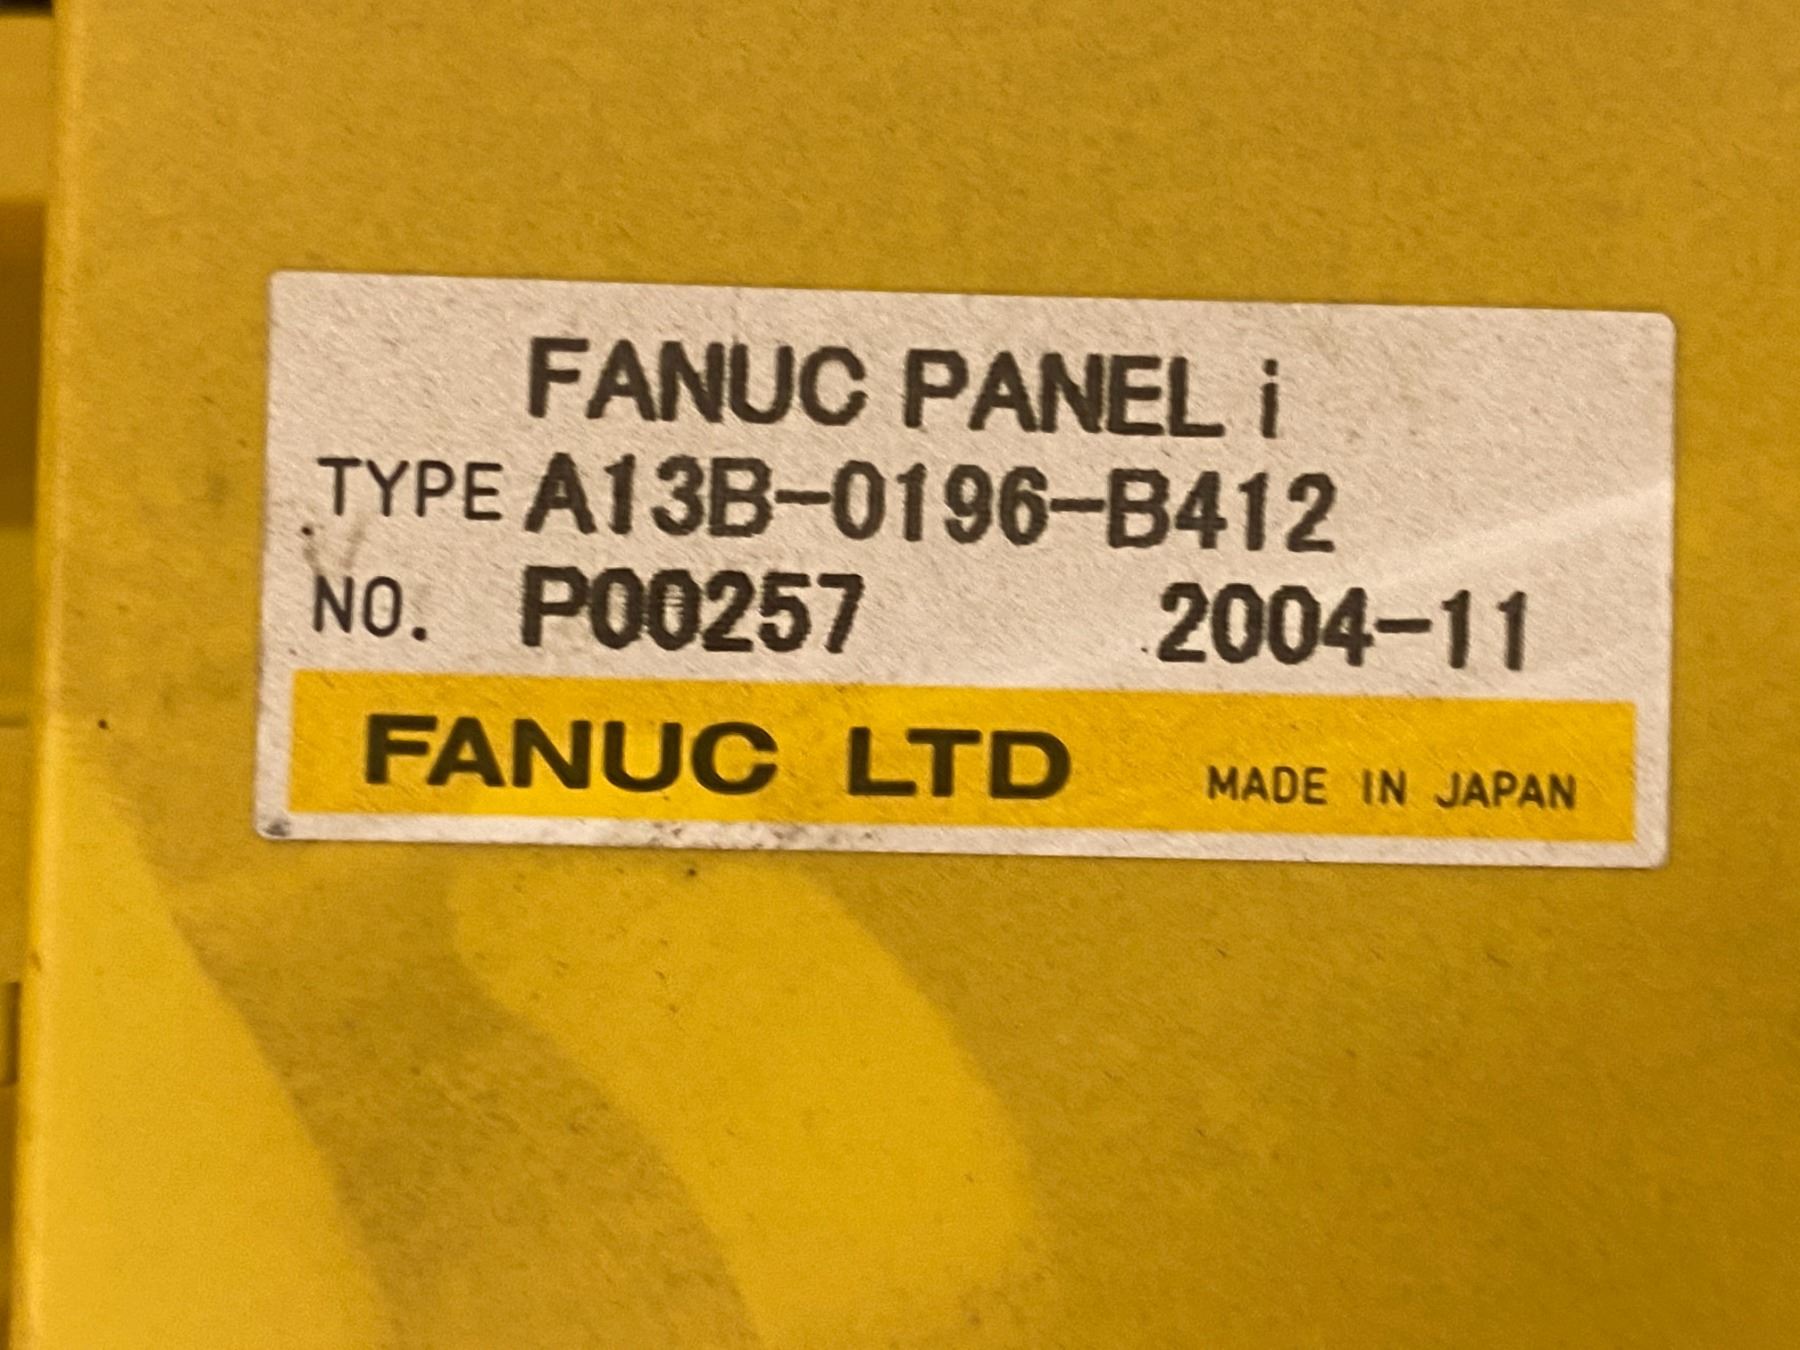 FANUC PANEL i
TYPE A13B-0196-B412
NO. P00257 2004-11
FANUC LTD MADE IN JAPAN